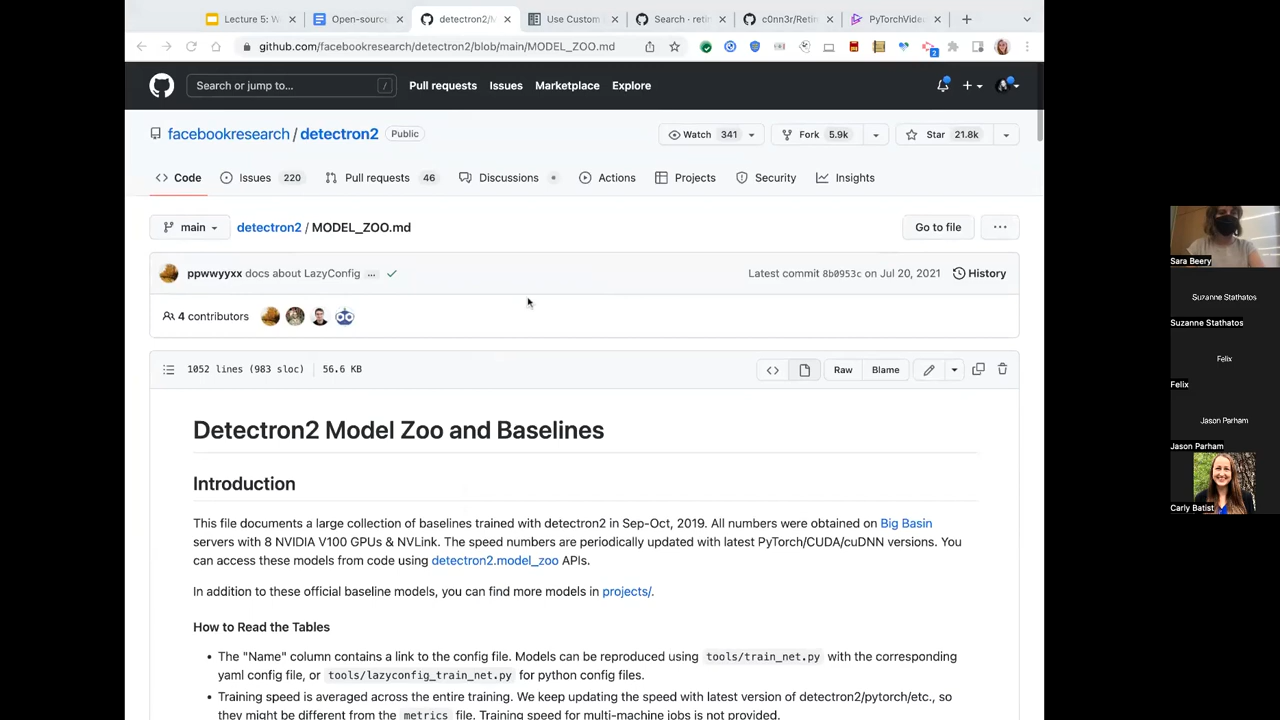 Lecture 5: W
Open-source
detectron2/M
Use Custom
Search · retin
c0nn3r/Retin
PyTorchVideo
github.com/facebookresearch/detectron2/blob/main/MODEL_ZOO.md
2
Search or jump to...
/
Pull requests
Issues
Marketplace
Explore
facebookresearch / detectron2
Public
Watch 341
Fork 5.9k
Star 21.8k
Code
Issues 220
Pull requests 46
Discussions
Actions
Projects
Security
Insights
main
detectron2 / MODEL_ZOO.md
Go to file
...
ppwwyyxx docs about LazyConfig ...
Latest commit 8b0953c on Jul 20, 2021
History
4 contributors
1052 lines (983 sloc)
56.6 KB
Raw
Blame
Detectron2 Model Zoo and Baselines
Introduction
This file documents a large collection of baselines trained with detectron2 in Sep-Oct, 2019. All numbers were obtained on Big Basin
servers with 8 NVIDIA V100 GPUs & NVLink. The speed numbers are periodically updated with latest PyTorch/CUDA/cuDNN versions. You
can access these models from code using detectron2.model_zoo APIs.
In addition to these official baseline models, you can find more models in projects/.
How to Read the Tables
• The "Name" column contains a link to the config file. Models can be reproduced using tools/train_net.py with the corresponding
yaml config file, or tools/lazyconfig_train_net.py for python config files.
• Training speed is averaged across the entire training. We keep updating the speed with latest version of detectron2/pytorch/etc., so
they might be different from the metrics file. Training speed for multi-machine jobs is not provided.
Sara Beery
Suzanne Stathatos
Suzanne Stathatos
Felix
Felix
Jason Parham
Jason Parham
Carly Batist